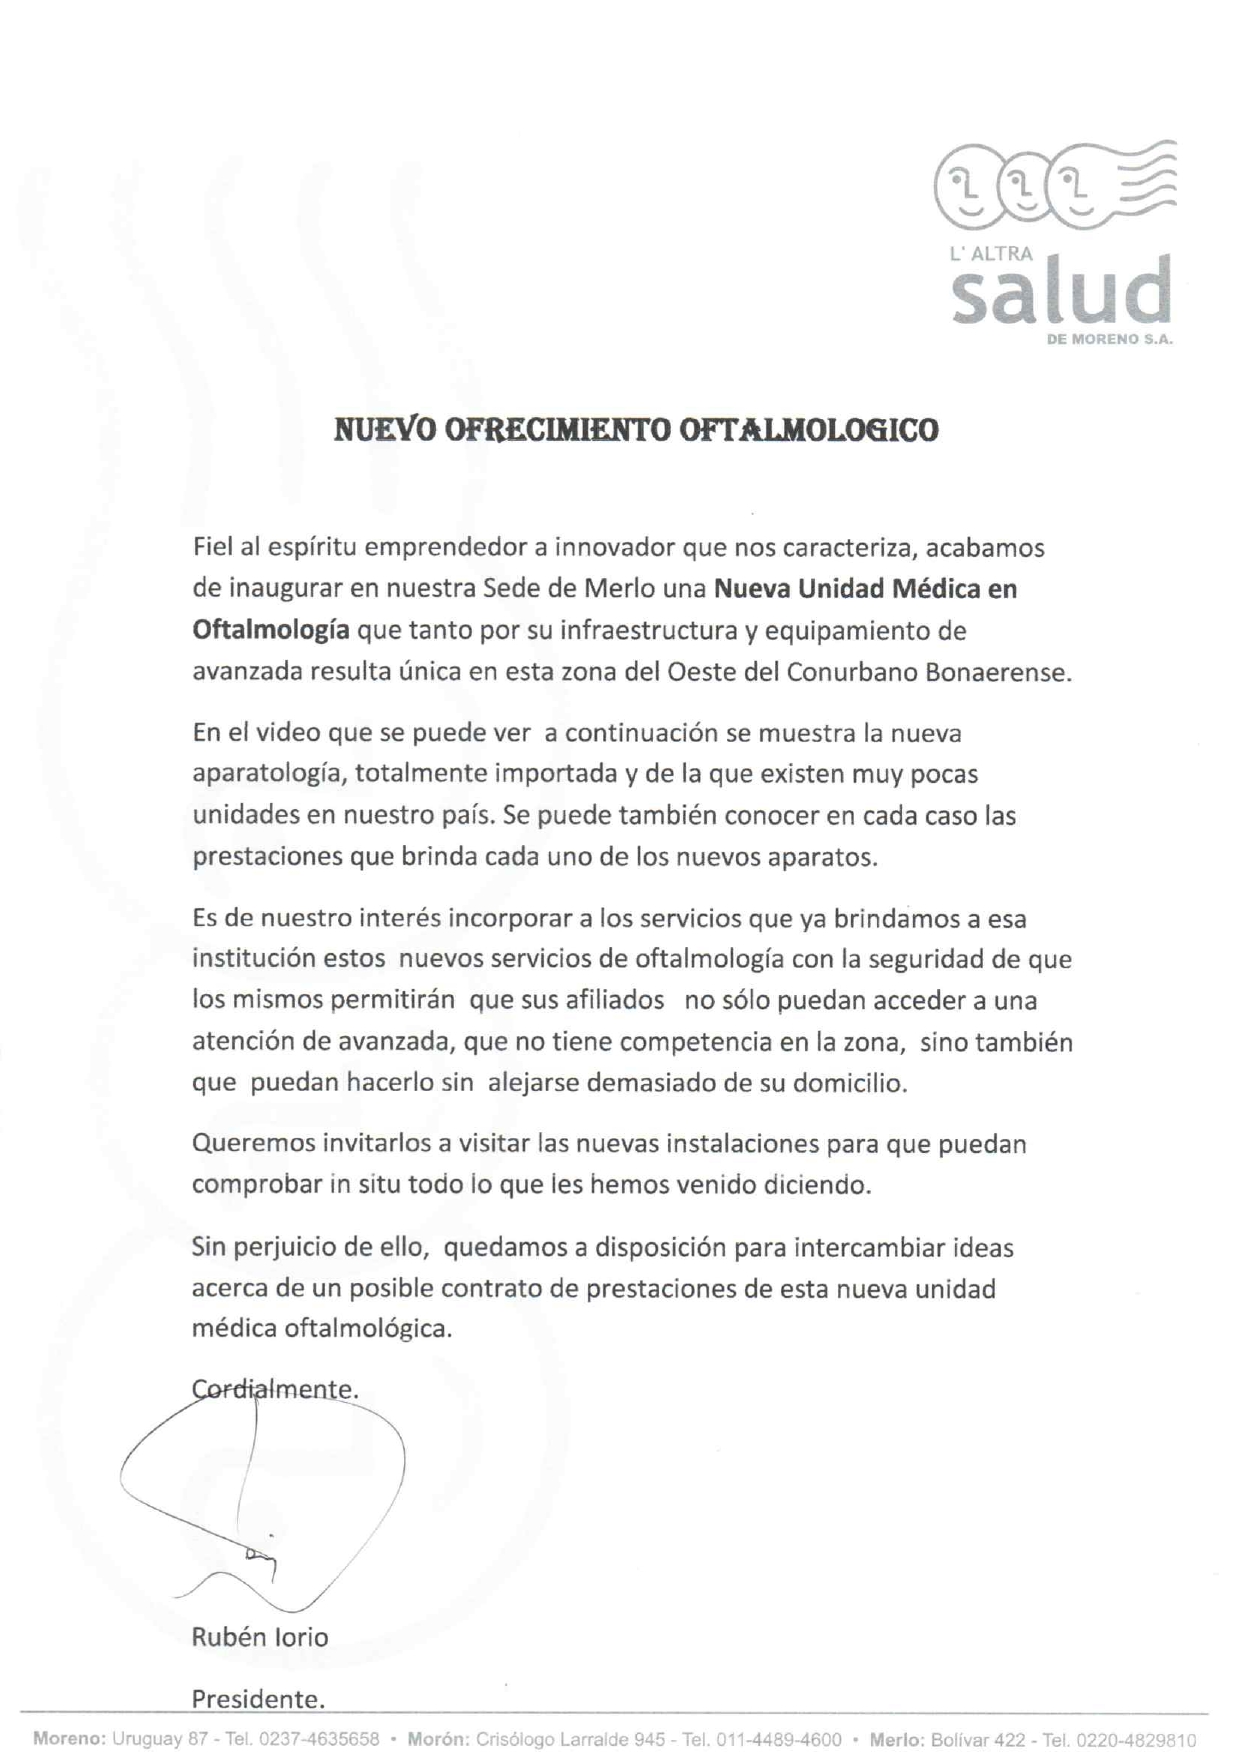 L' ALTRA
salud
DE MORENO S.A.
NUEVO OFRECIMIENTO OFTALMOLOGICO
Fiel al espíritu emprendedor a innovador que nos caracteriza, acabamos
de inaugurar en nuestra Sede de Merlo una Nueva Unidad Médica en
Oftalmología que tanto por su infraestructura y equipamiento de
avanzada resulta única en esta zona del Oeste del Conurbano Bonaerense.
En el video que se puede ver a continuación se muestra la nueva
aparatología, totalmente importada y de la que existen muy pocas
unidades en nuestro país. Se puede también conocer en cada caso las
prestaciones que brinda cada uno de los nuevos aparatos.
Es de nuestro interés incorporar a los servicios que ya brindamos a esa
institución estos nuevos servicios de oftalmología con la seguridad de que
los mismos permitirán que sus afiliados no sólo puedan acceder a una
atención de avanzada, que no tiene competencia en la zona, sino también
que puedan hacerlo sin alejarse demasiado de su domicilio.
Queremos invitarlos a visitar las nuevas instalaciones para que puedan
comprobar in situ todo lo que les hemos venido diciendo.
Sin perjuicio de ello, quedamos a disposición para intercambiar ideas
acerca de un posible contrato de prestaciones de esta nueva unidad
médica oftalmológica.
Cordialmente.
Rubén Iorio
Presidente.
Moreno: Uruguay 87 - Tel. 0237-4635658 • Morón: Crisólogo Larralde 945 - Tel. 011-4489-4600 • Merlo: Bolívar 422 - Tel. 0220-4829810